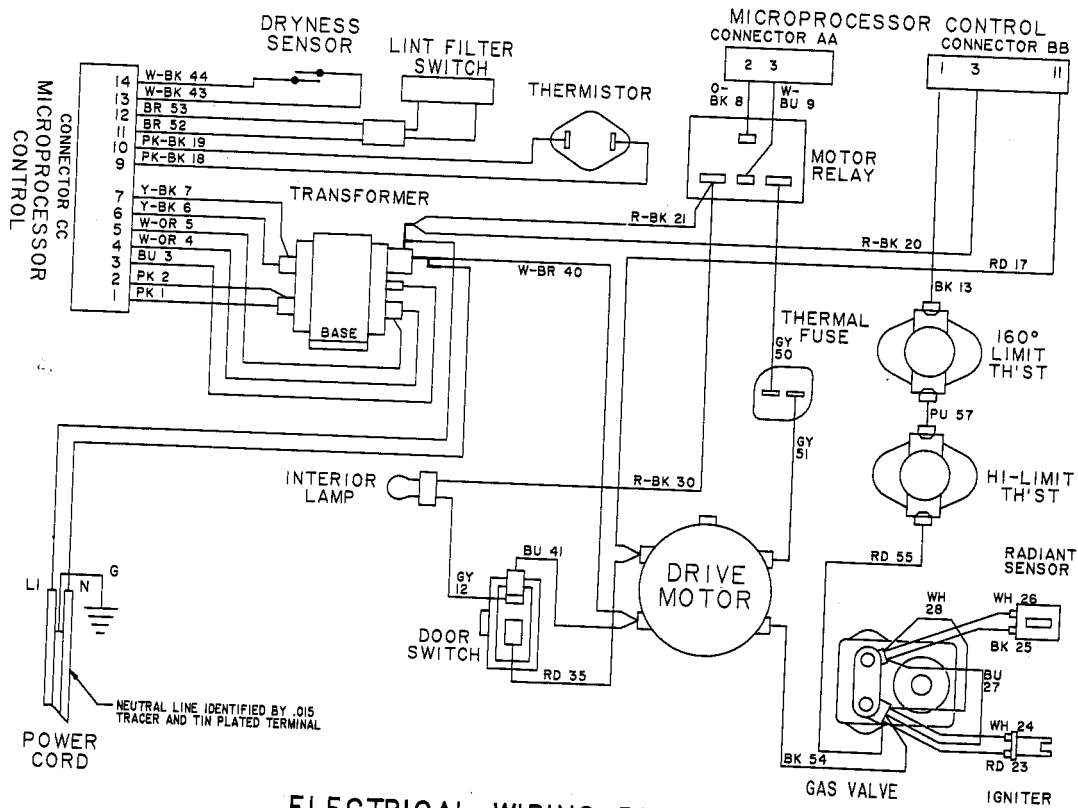 DRYNESS
SENSOR
LINT FILTER
SWITCH
THERMISTOR
MICROPROCESSOR CONTROL
CONNECTOR AA
CONNECTOR BB
2 3
1 3 11
O-
BK 8
W-
BU 9
MOTOR
RELAY
CONNECTOR CC
MICROPROCESSOR
CONTROL
14 W-BK 44
13 W-BK 43
12 BR 53
11 BR 52
10 PK-BK 19
9 PK-BK 18
7 Y-BK 7
6 Y-BK 6
5 W-OR 5
4 W-OR 4
3 BU 3
2 PK 2
1 PK 1
TRANSFORMER
BASE
R-BK 21
R-BK 20
W-BR 40
RD 17
BK 13
THERMAL
FUSE
GY
50
GY
51
160°
LIMIT
TH'ST
PU 57
HI-LIMIT
TH'ST
INTERIOR
LAMP
R-BK 30
RD 55
BU 41
GY
12
DOOR
SWITCH
RD 35
DRIVE
MOTOR
RADIANT
SENSOR
WH
28
WH 26
BK 25
BU
27
WH 24
RD 23
BK 54
GAS VALVE
IGNITER
L1
N
G
NEUTRAL LINE IDENTIFIED BY .015
TRACER AND TIN PLATED TERMINAL
POWER
CORD
ELECTRICAL WIRING